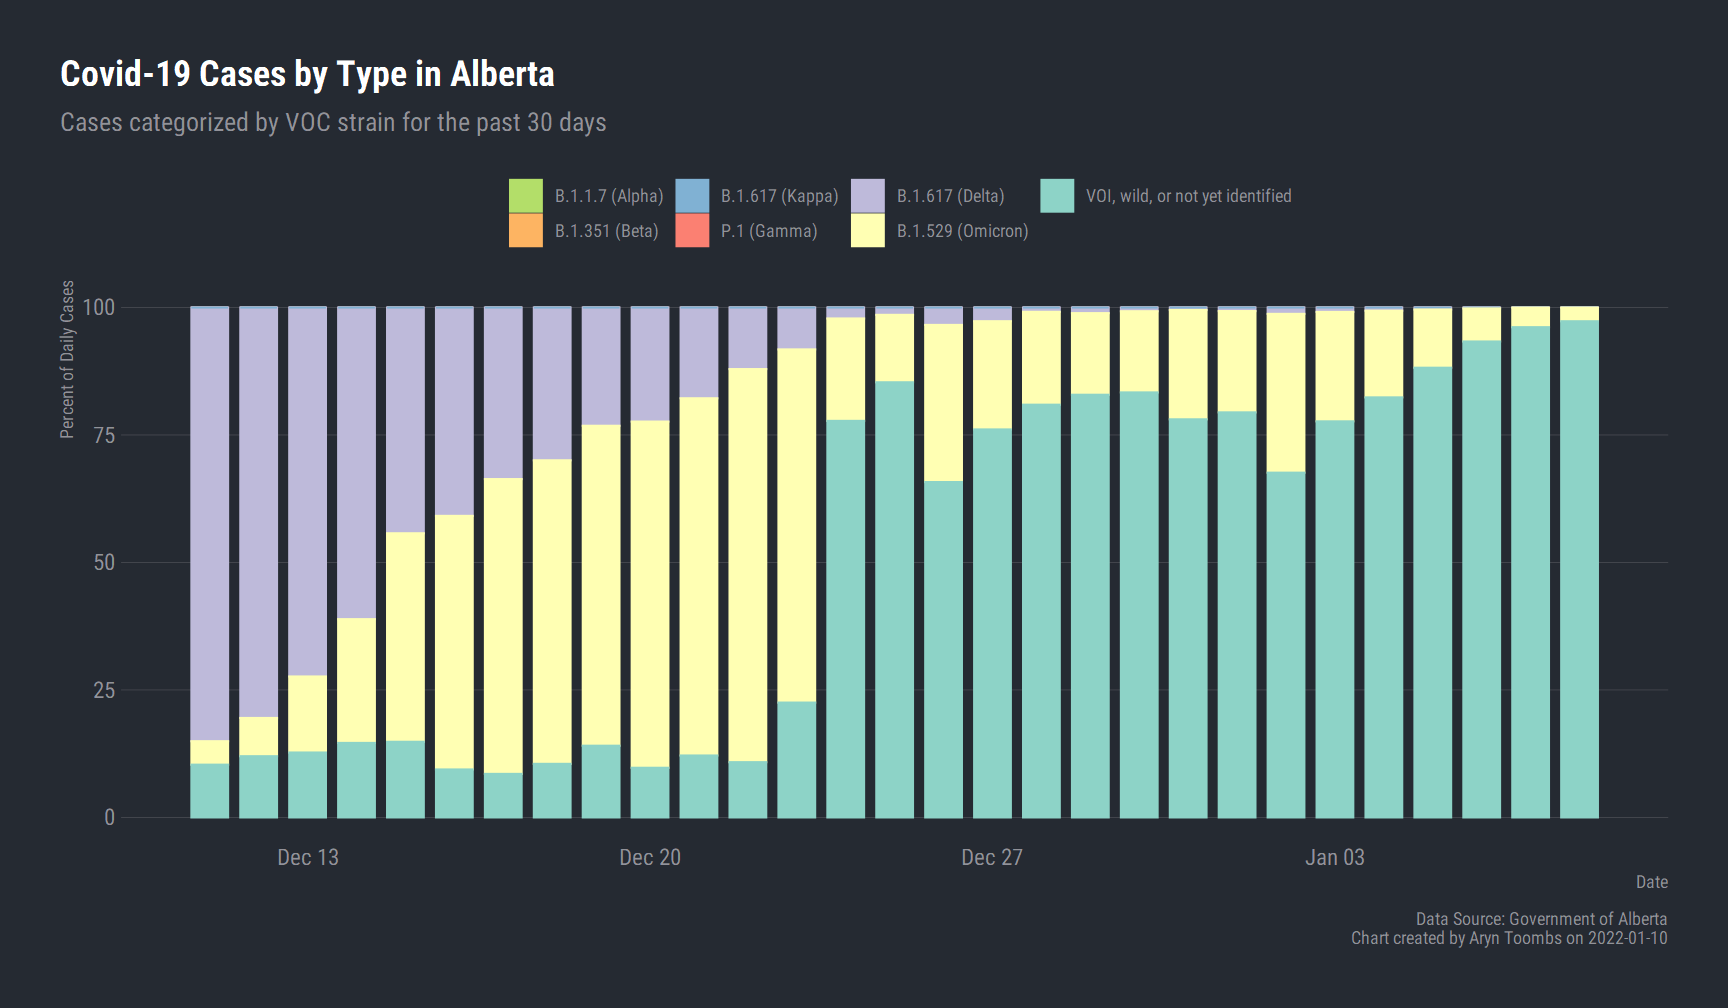 Covid-19 Cases by Type in Alberta
Cases categorized by VOC strain for the past 30 days
B.1.1.7 (Alpha)
B.1.617 (Kappa)
B.1.617 (Delta)
VOI, wild, or not yet identified
B.1.351 (Beta)
P.1 (Gamma)
B.1.529 (Omicron)
Percent of Daily Cases
100
75
50
25
0
Dec 13
Dec 20
Dec 27
Jan 03
Date
Data Source: Government of Alberta
Chart created by Aryn Toombs on 2022-01-10